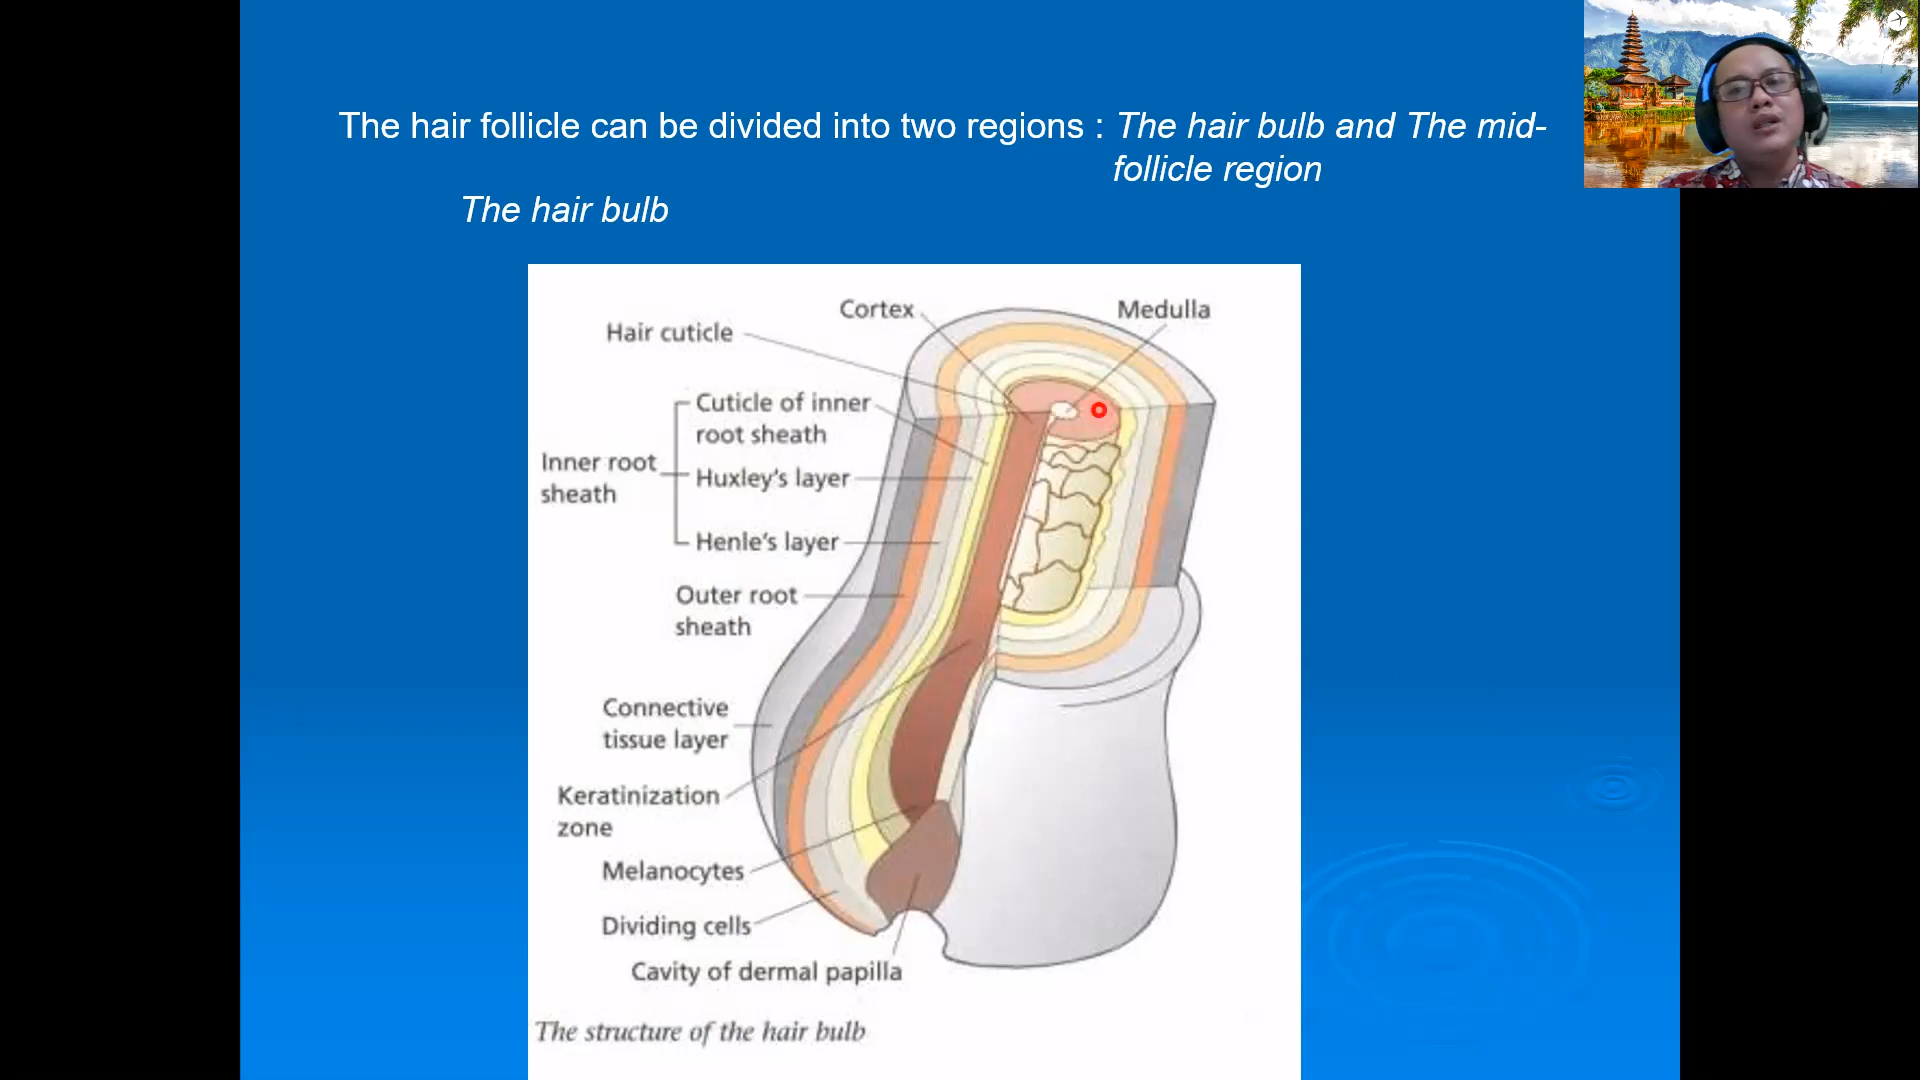 The hair follicle can be divided into two regions : The hair bulb and The mid-
follicle region
The hair bulb
Cortex
Medulla
Hair cuticle
Cuticle of inner
root sheath
Inner root
sheath
Huxley's layer
Henle's layer
Outer root
sheath
Connective
tissue layer
Keratinization
zone
Melanocytes
Dividing cells
Cavity of dermal papilla
The structure of the hair bulb